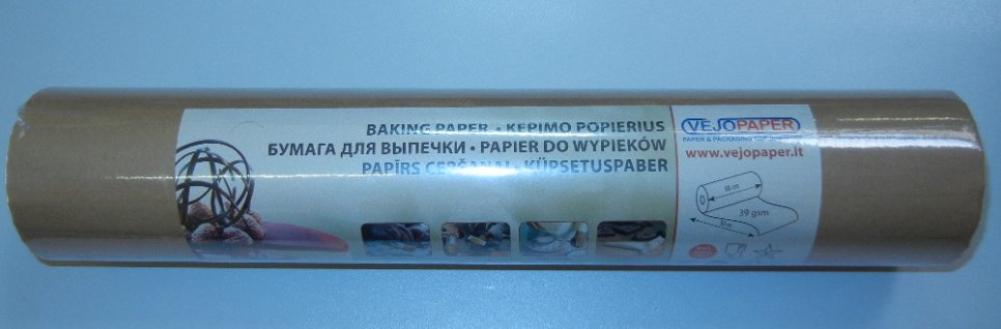 BAKING PAPER • KEPIMO POPIERIUS
БУМАГА ДЛЯ ВЫПЕЧКИ • PAPIER DO WYPIEKÓW
PAPĪRS CEPŠANAI • KÜPSETUSPABER
VEJOPAPER
www.vejopaper.lt
39 gsm